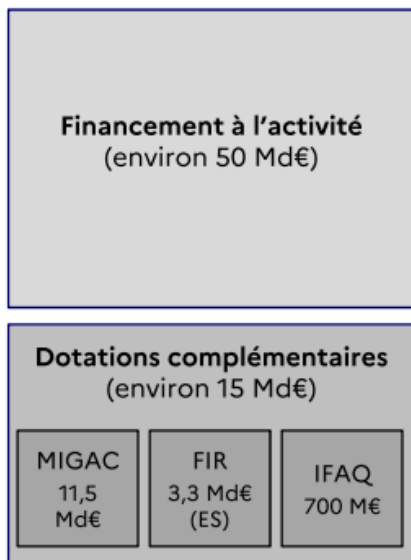 Financement à l'activité
(environ 50 Md€)
Dotations complémentaires
(environ 15 Md€)
MIGAC
11,5
Md€
FIR
3,3 Md€
(ES)
IFAQ
700 M€